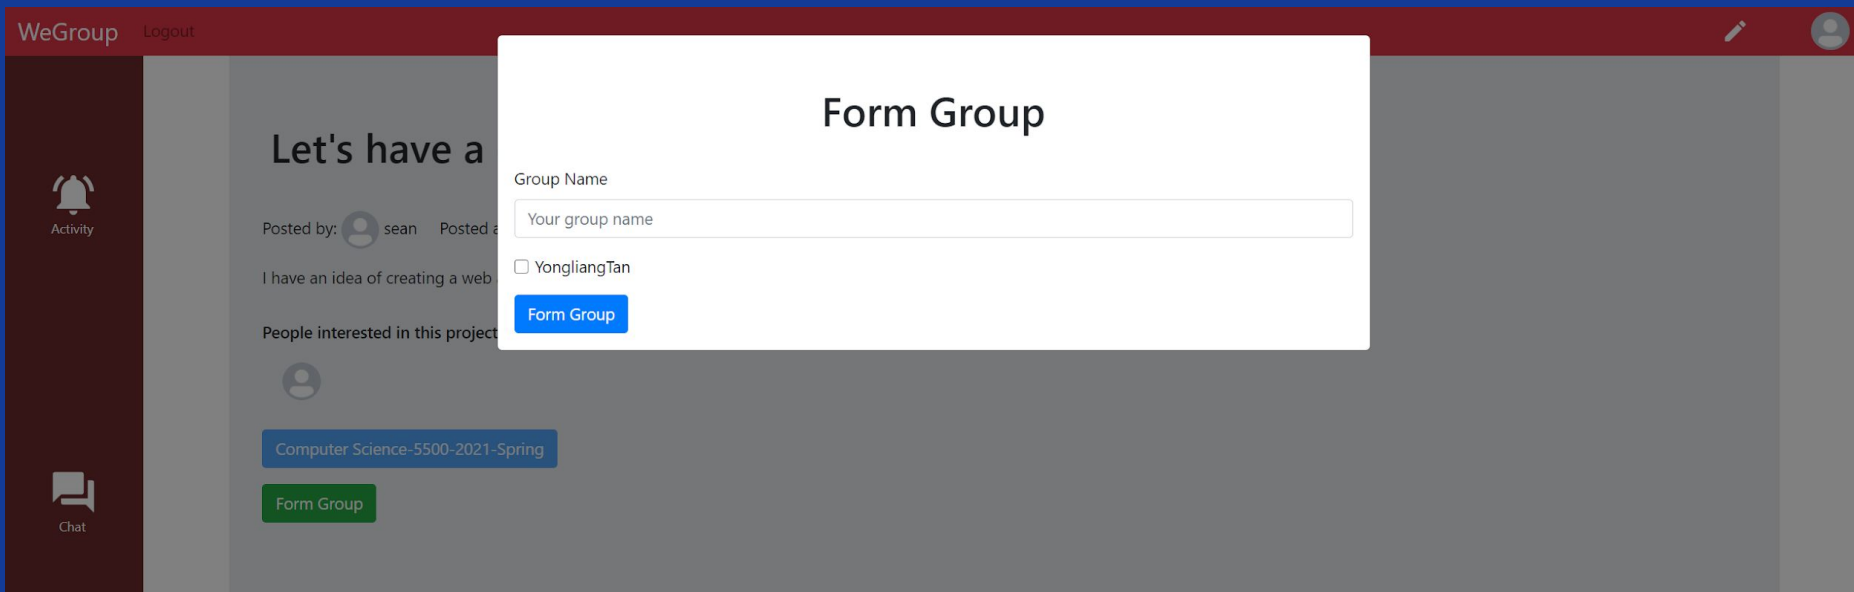 WeGroup Logout
Form Group
Let's have a
Group Name
Your group name
Activity
Posted by: sean Posted a
YongliangTan
I have an idea of creating a web
Form Group
People interested in this project
Computer Science-5500-2021-Spring
Form Group
Chat